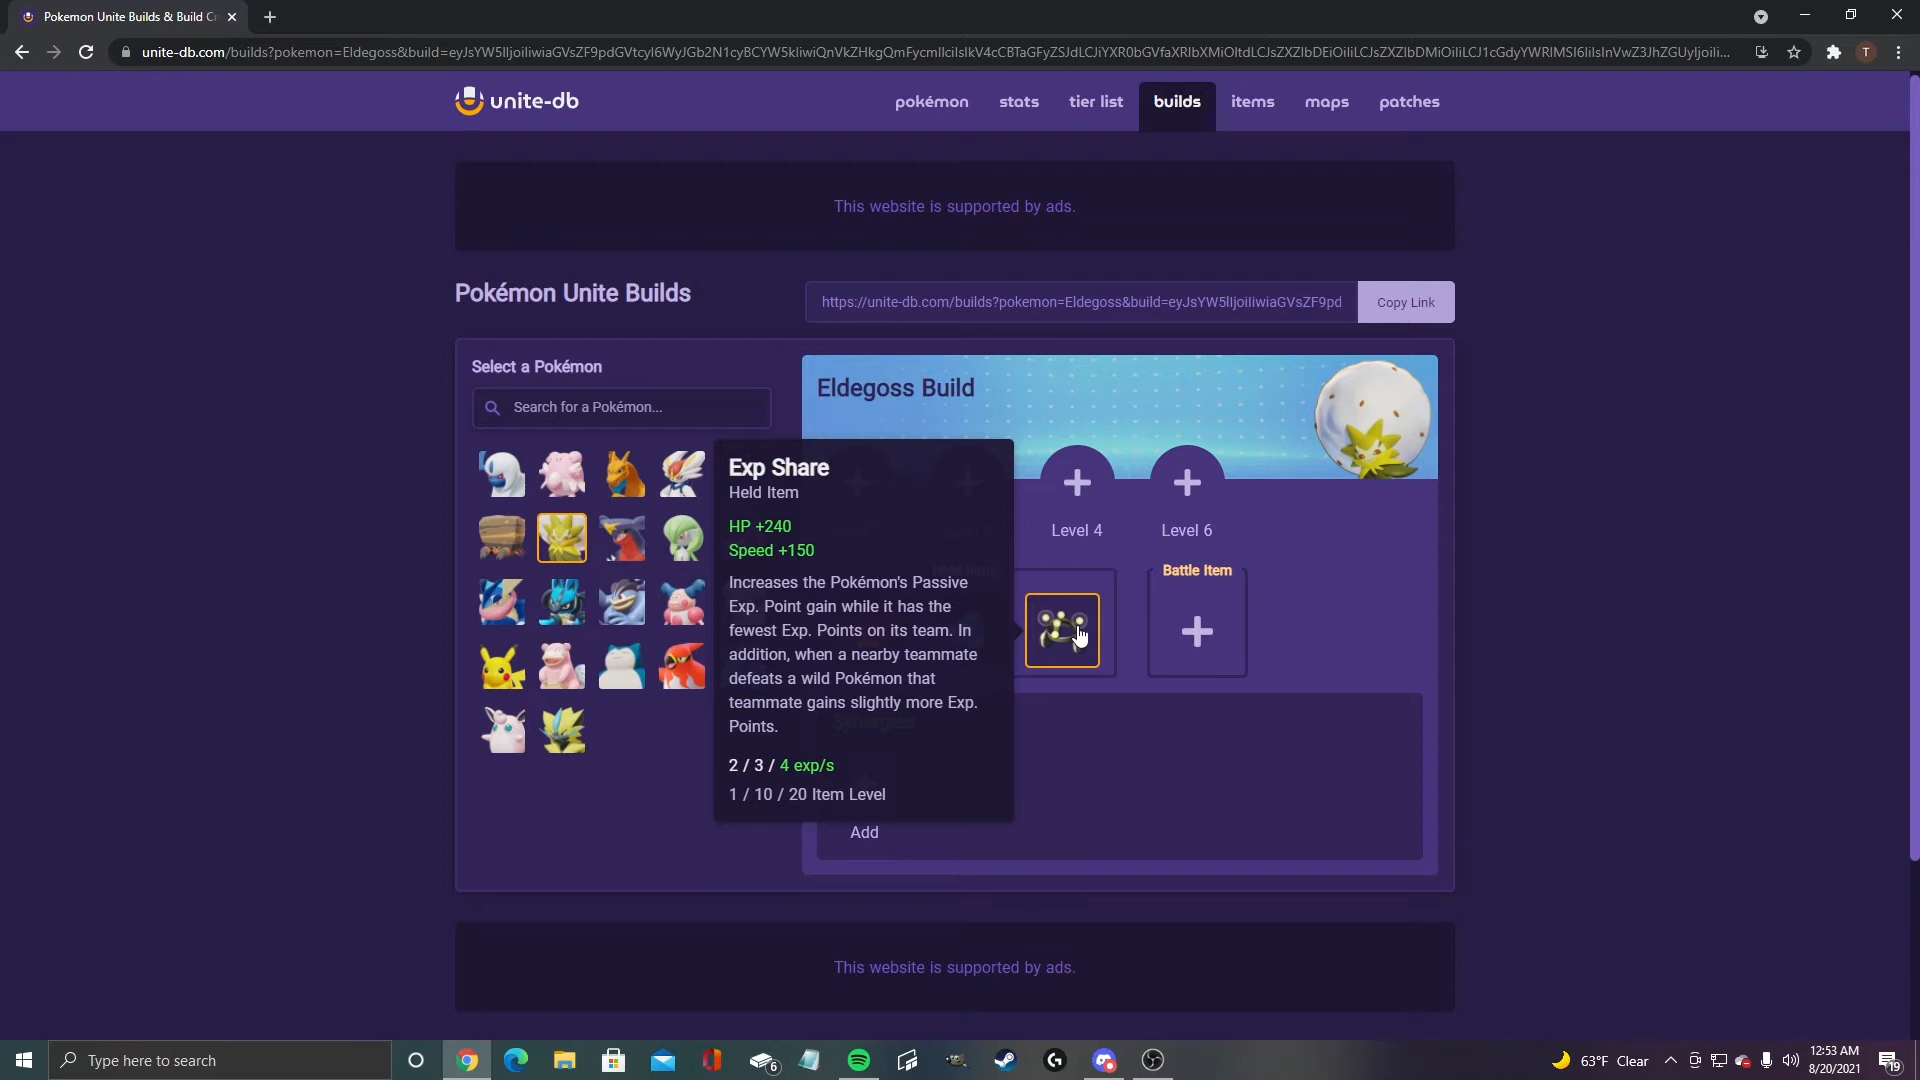 Pokemon Unite Builds & Build Cr
unite-db.com/builds?pokemon=Eldegoss&build=
T
unite-db
pokémon
stats
tier list
builds
items
maps
patches
This website is supported by ads.
Pokémon Unite Builds
https://unite-db.com/builds?pokemon=Eldegoss&build=eyJsYW5lIjoiIiwiaGVsZF9pd
Copy Link
Select a Pokémon
Search for a Pokémon...
Eldegoss Build
Exp Share
Held Item
HP +240
Speed +150
Increases the Pokémon's Passive
Exp. Point gain while it has the
fewest Exp. Points on its team. In
addition, when a nearby teammate
defeats a wild Pokémon that
teammate gains slightly more Exp.
Points.
2 / 3 / 4 exp/s
1 / 10 / 20 Item Level
Level 4
Level 6
Battle Item
Synergies
Add
This website is supported by ads.
Type here to search
6
63°F Clear
12:53 AM
8/20/2021
19